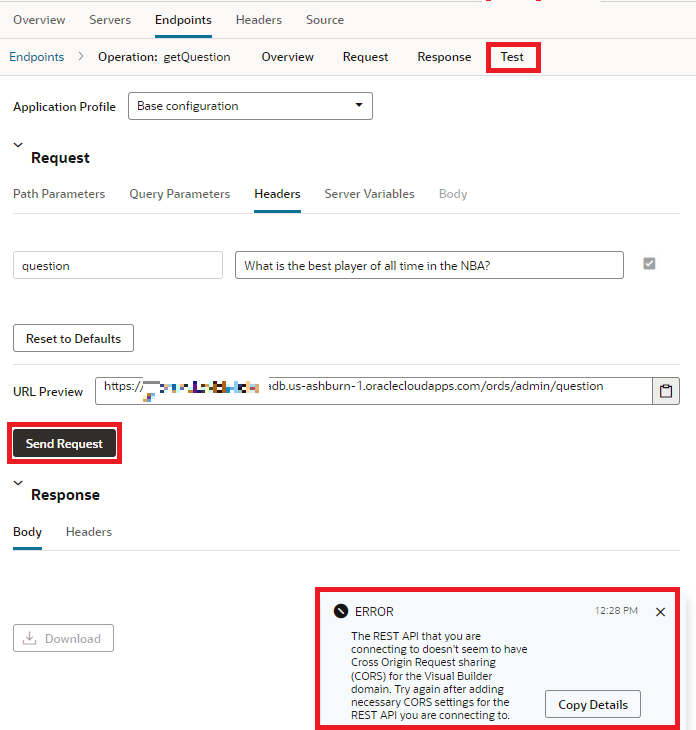 Overview Servers Endpoints Headers Source
Endpoints Operation: getQuestion Overview Request Response Test
Application Profile Base configuration
Request
Path Parameters Query Parameters Headers Server Variables Body
question What is the best player of all time in the NBA?
Reset to Defaults
URL Preview https:/ adb.us-ashburn-1.oraclecloudapps.com/ords/admin/question
Send Request
Response
Body Headers
Download
ERROR 12:28 PM
The REST API that you are
connecting to doesn't seem to have
Cross Origin Request sharing
(CORS) for the Visual Builder
domain. Try again after adding
necessary CORS settings for the
REST API you are connecting to.
Copy Details